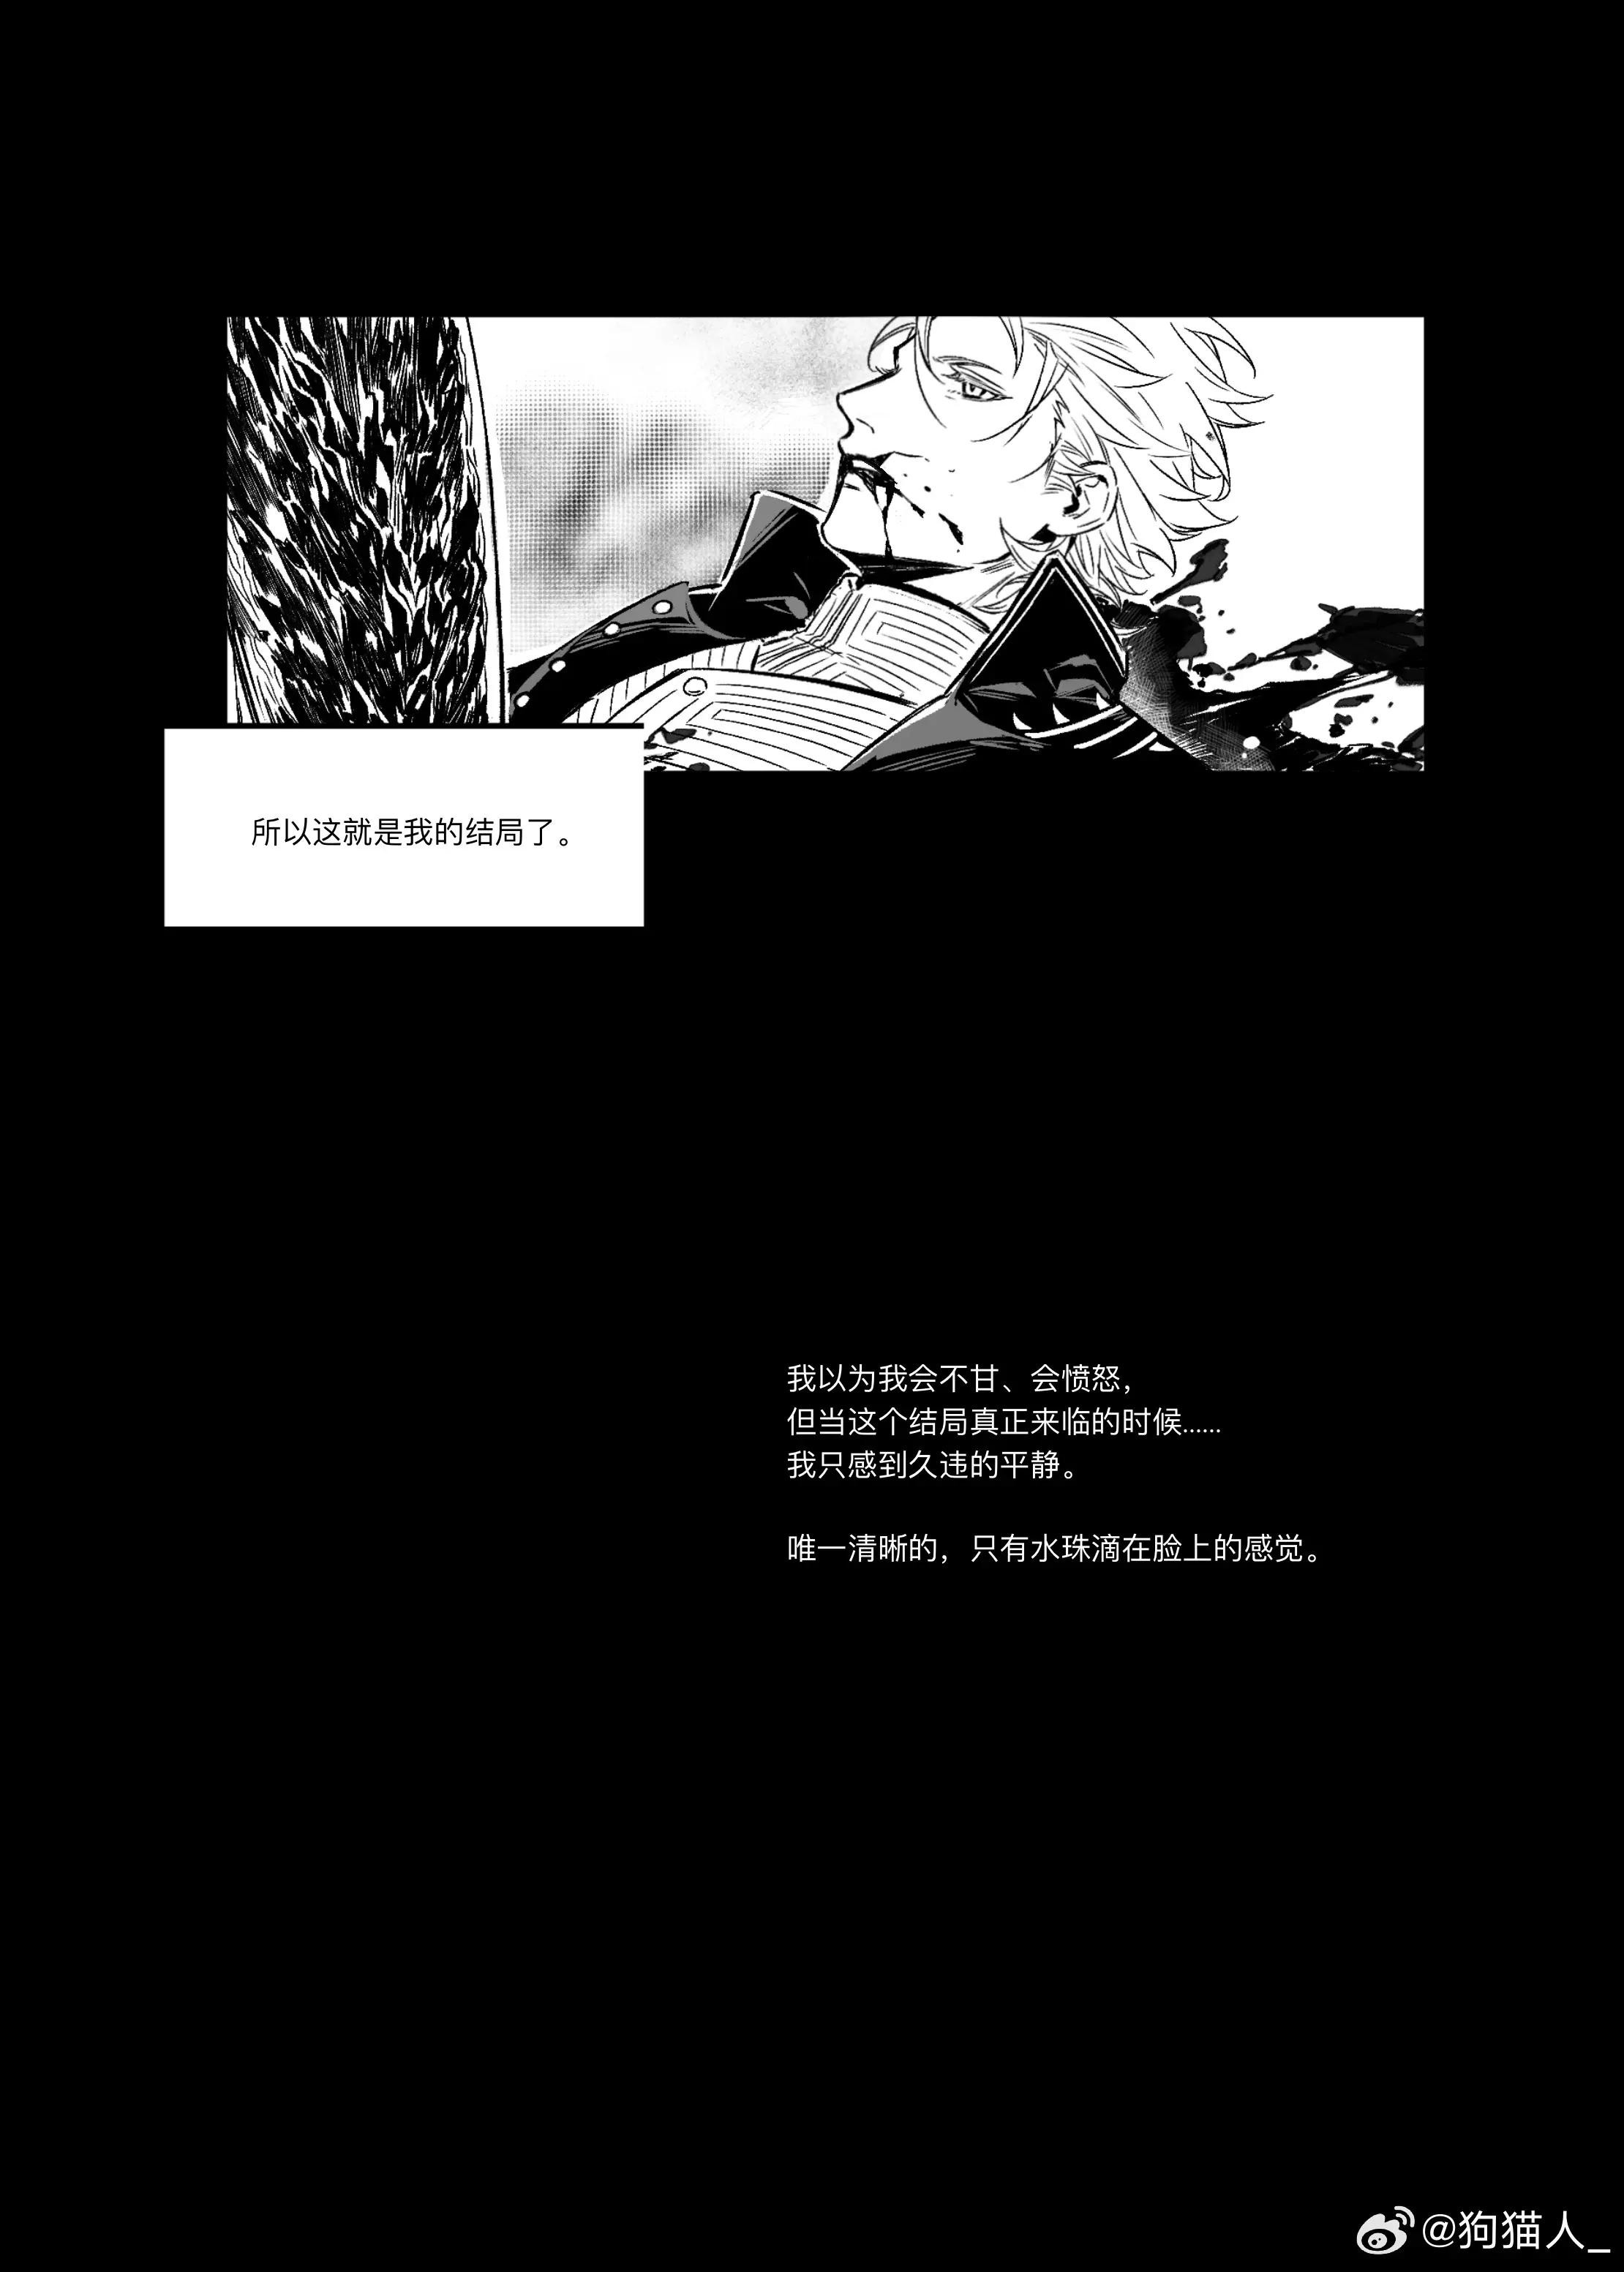 所以这就是我的结局了。
我以为我会不甘、会愤怒，
但当这个结局真正来临的时候……
我只感到久违的平静。
唯一清晰的，只有水珠滴在脸上的感觉。
@狗猫人_